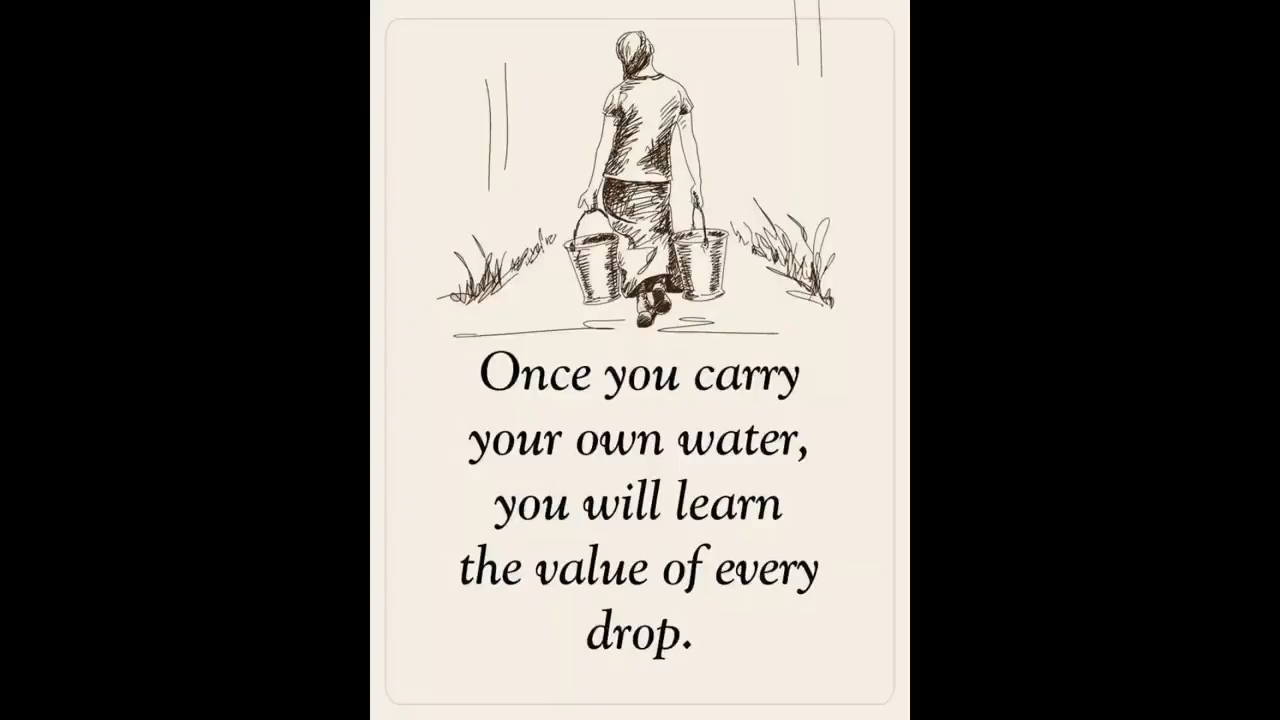 Once you carry
your own water,
you will learn
the value of every
drop.